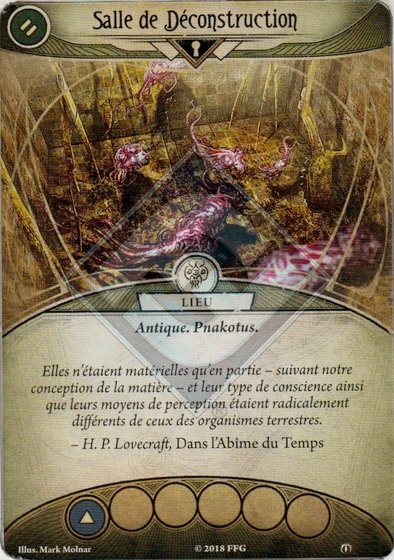 Salle de Déconstruction
LIEU
Antique. Pnakotus.
Elles n'étaient matérielles qu'en partie – suivant notre
conception de la matière – et leur type de conscience ainsi
que leurs moyens de perception étaient radicalement
différents de ceux des organismes terrestres.
– H. P. Lovecraft, Dans l'Abîme du Temps
Illus. Mark Molnar
© 2018 FFG